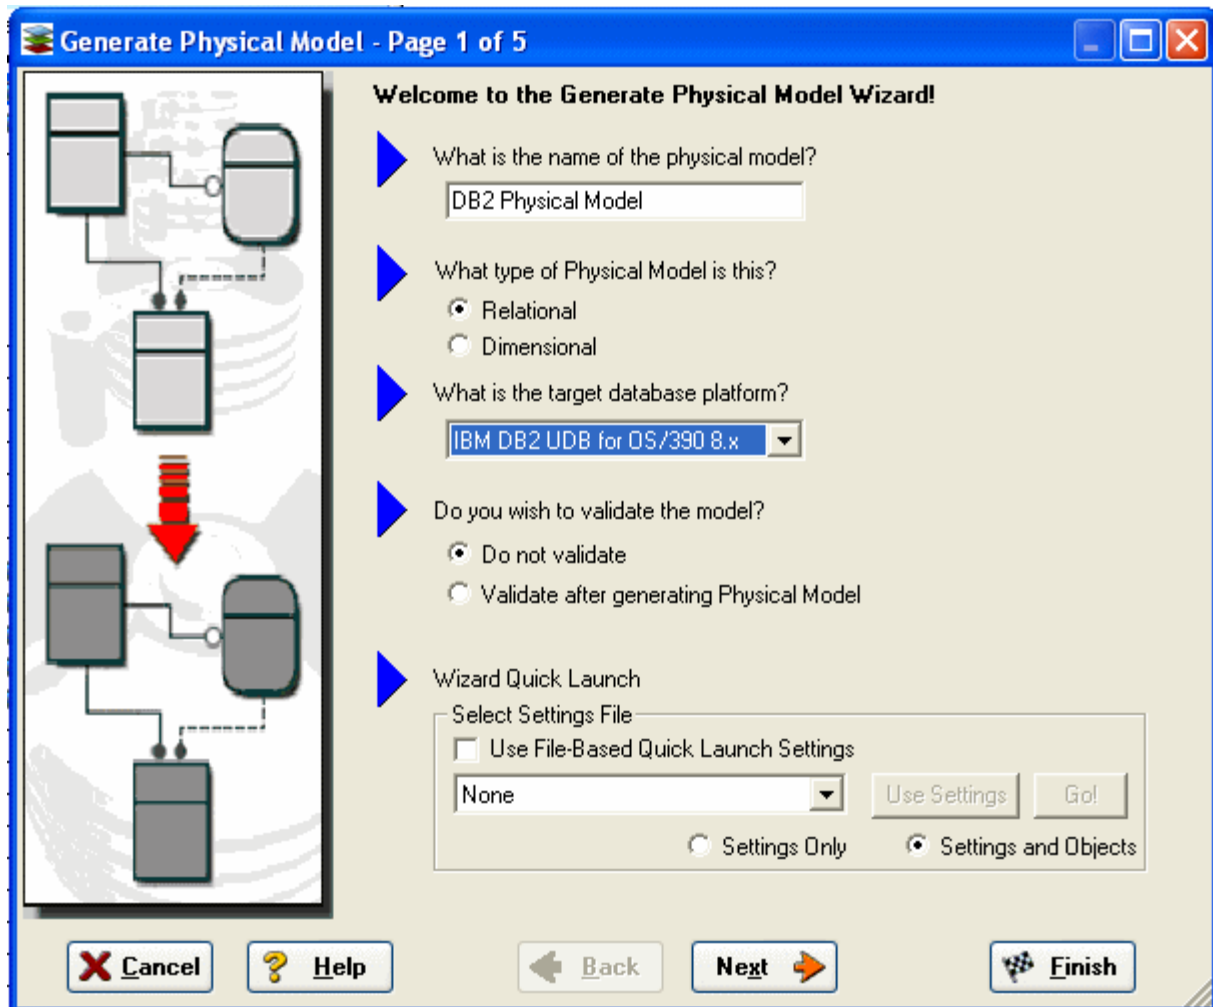 Generate Physical Model - Page 1 of 5
Welcome to the Generate Physical Model Wizard!
What is the name of the physical model?
DB2 Physical Model
What type of Physical Model is this?
Relational
Dimensional
What is the target database platform?
IBM DB2 UDB for OS/390 8.x
Do you wish to validate the model?
Do not validate
Validate after generating Physical Model
Wizard Quick Launch
Select Settings File
Use File-Based Quick Launch Settings
None
Use Settings
Go!
Settings Only
Settings and Objects
Cancel
Help
Back
Next
Finish